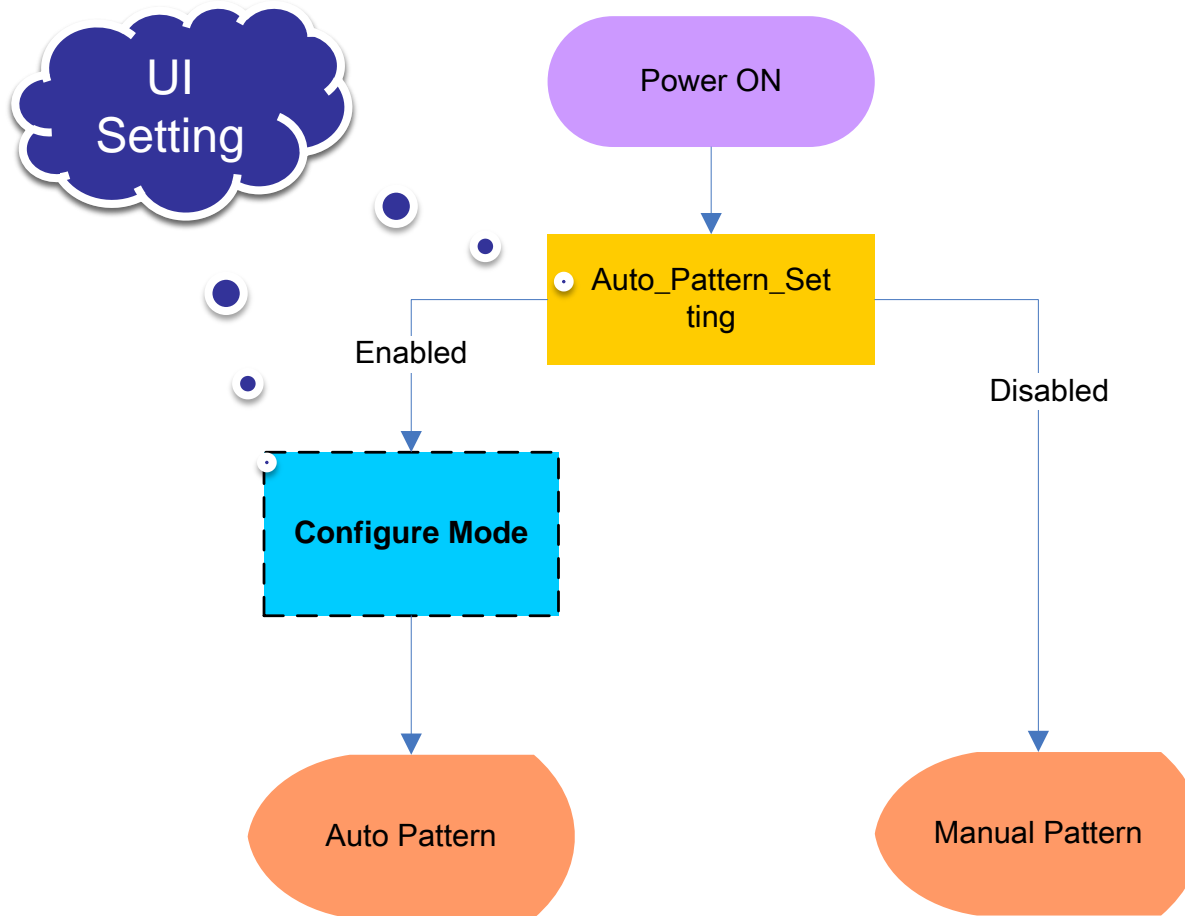 UI
Setting
Power ON
Auto_Pattern_Set
ting
Enabled
Disabled
Configure Mode
Auto Pattern
Manual Pattern